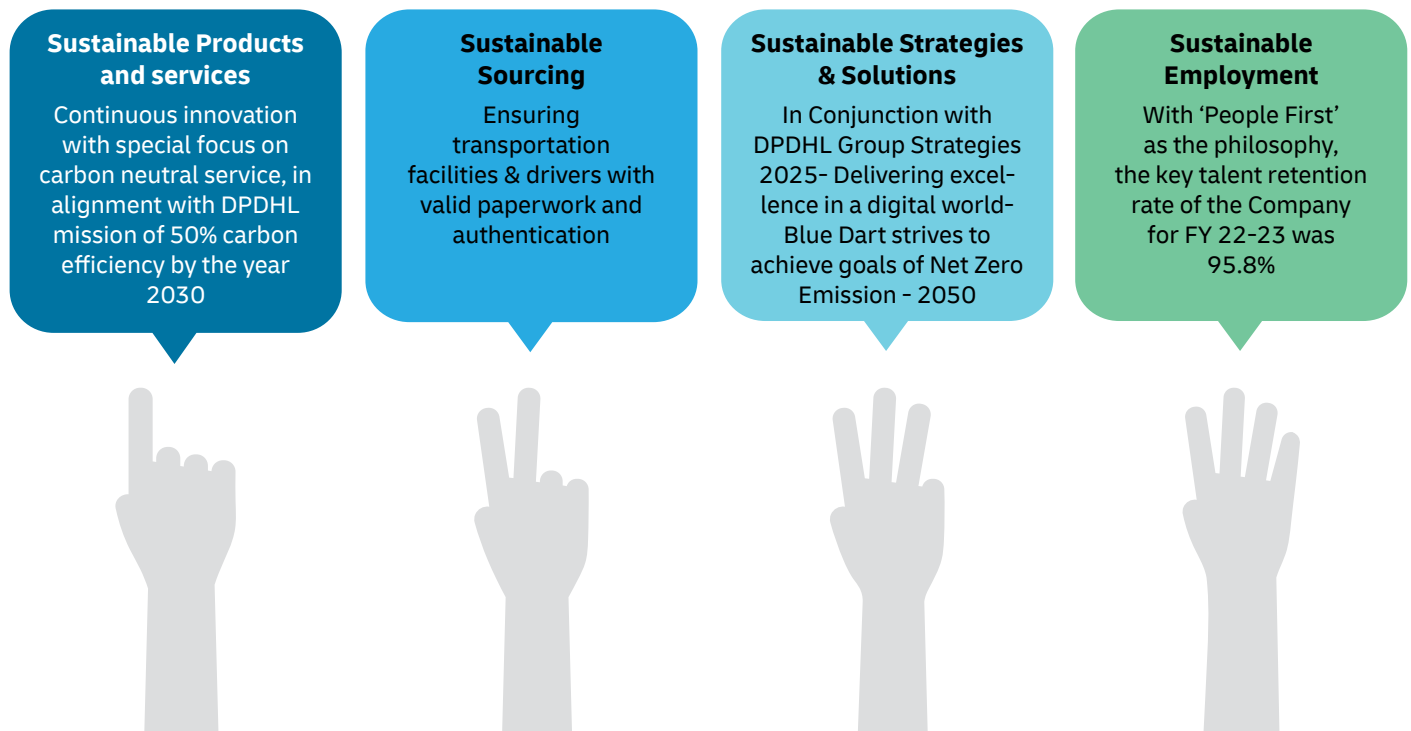 Sustainable Products
and services
Continuous innovation
with special focus on
carbon neutral service, in
alignment with DPDHL
mission of 50% carbon
efficiency by the year
2030
Sustainable
Sourcing
Ensuring
transportation
facilities & drivers with
valid paperwork and
authentication
Sustainable Strategies
& Solutions
In Conjunction with
DPDHL Group Strategies
2025- Delivering excel-
lence in a digital world-
Blue Dart strives to
achieve goals of Net Zero
Emission - 2050
Sustainable
Employment
With ‘People First’
as the philosophy,
the key talent retention
rate of the Company
for FY 22-23 was
95.8%